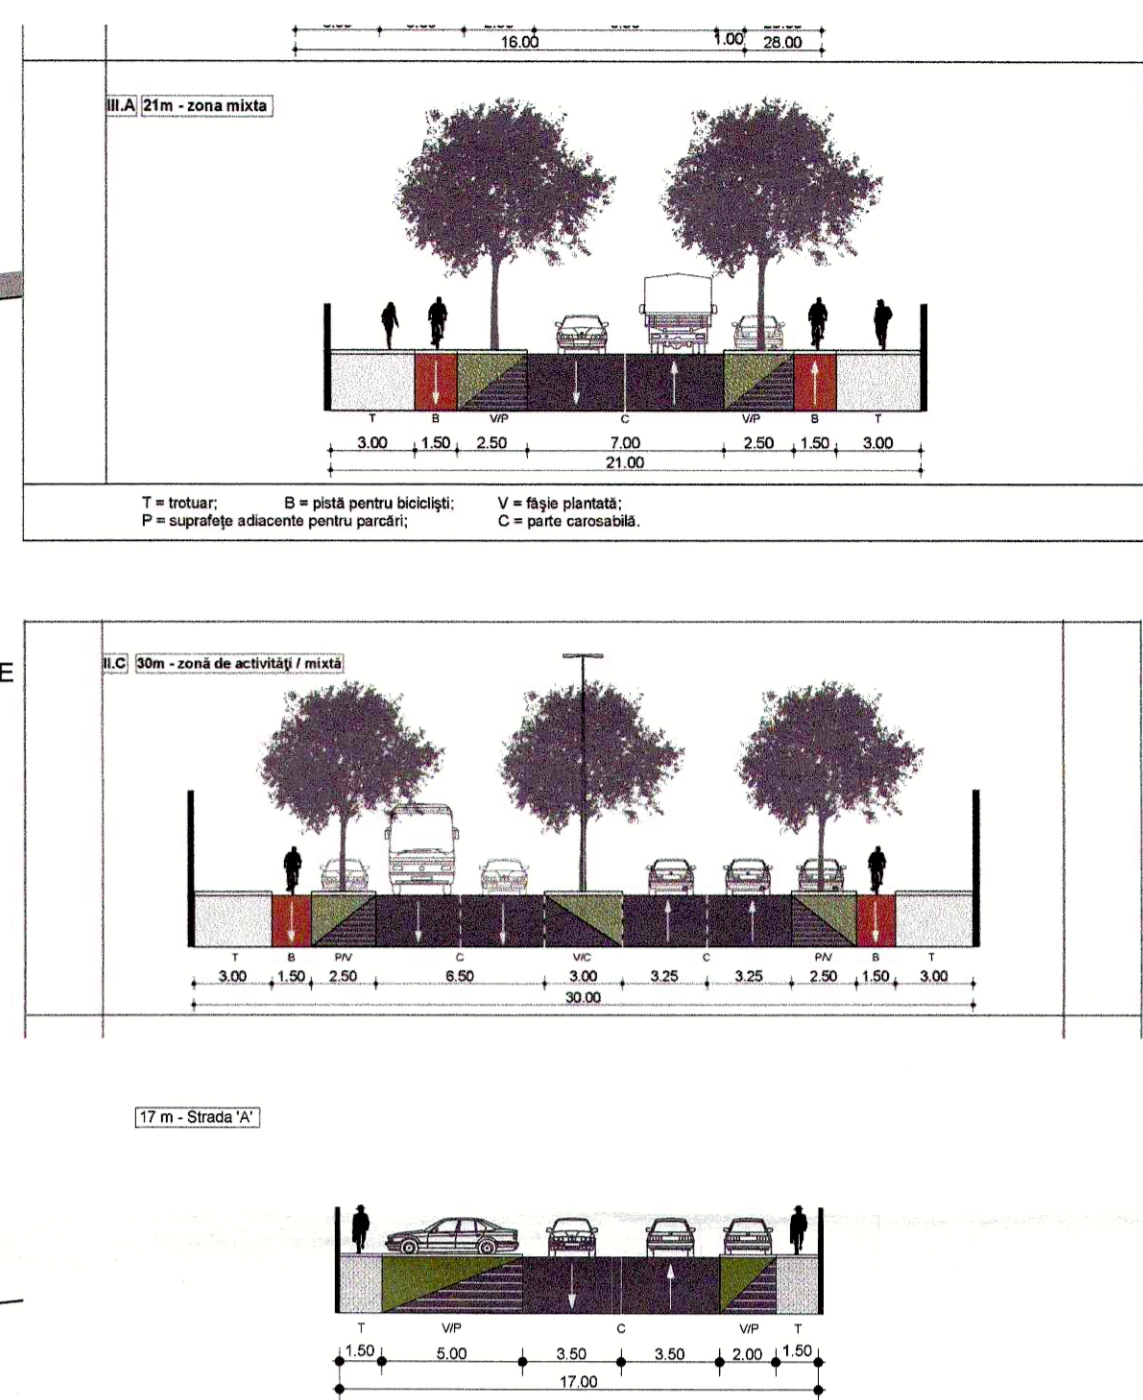 16.00 1.00 28.00
III.A 21m - zona mixta
T B V/P C V/P B T
3.00 1.50 2.50 7.00 2.50 1.50 3.00
21.00
T = trotuar; B = pistă pentru biciclişti; V = fâşie plantată;
P = suprafeţe adiacente pentru parcări; C = parte carosabilă.
E
II.C 30m - zonă de activităţi / mixtă
T B P/V C V/C C P/V B T
3.00 1.50 2.50 6.50 3.00 3.25 3.25 2.50 1.50 3.00
30.00
17 m - Strada 'A'
T V/P C V/P T
1.50 5.00 3.50 3.50 2.00 1.50
17.00